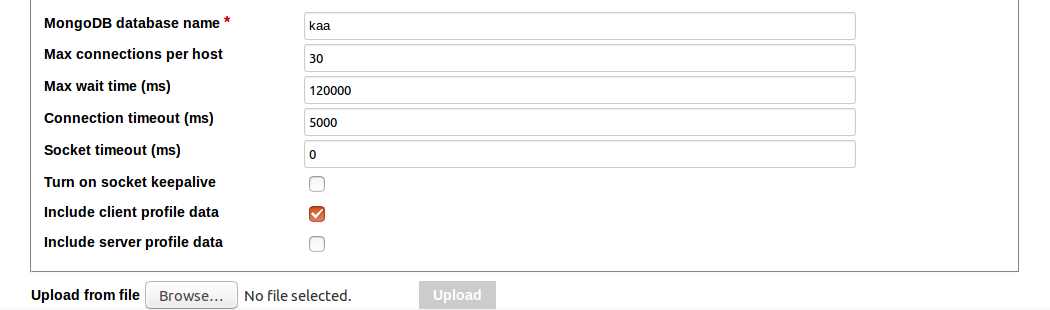 MongoDB database name * kaa
Max connections per host 30
Max wait time (ms) 120000
Connection timeout (ms) 5000
Socket timeout (ms) 0
Turn on socket keepalive
Include client profile data
Include server profile data
Upload from file Browse... No file selected. Upload